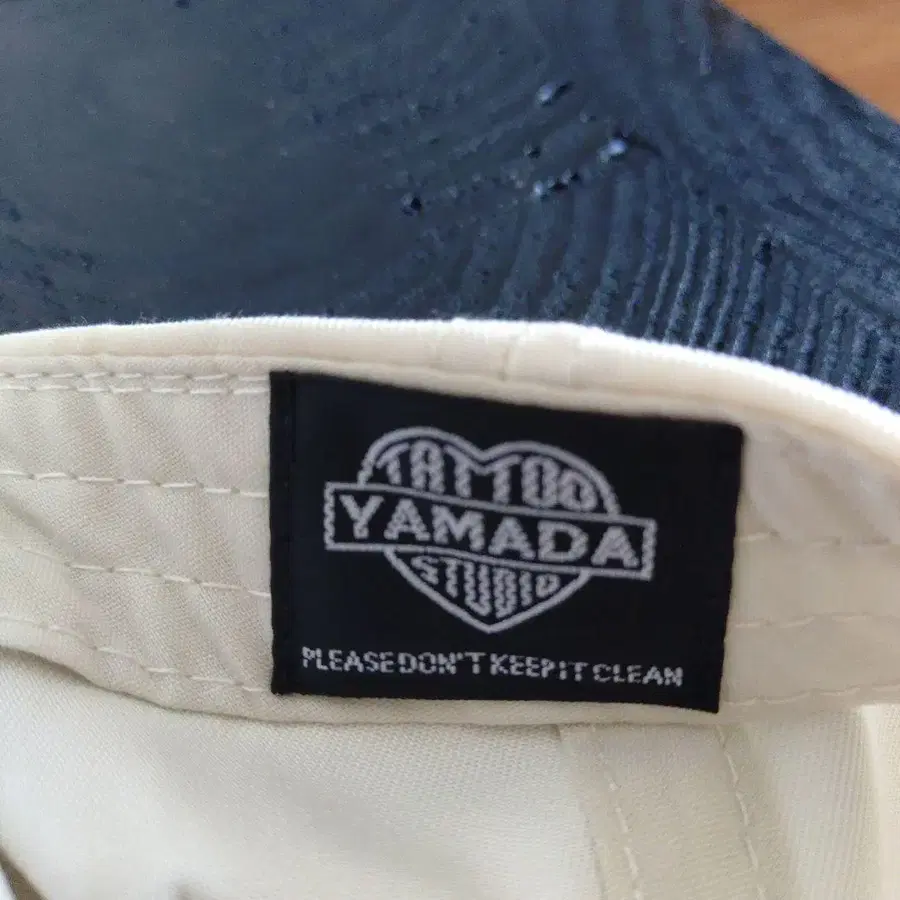 TATTOO
YAMADA
STUDIO
PLEASE DON'T KEEP IT CLEAN